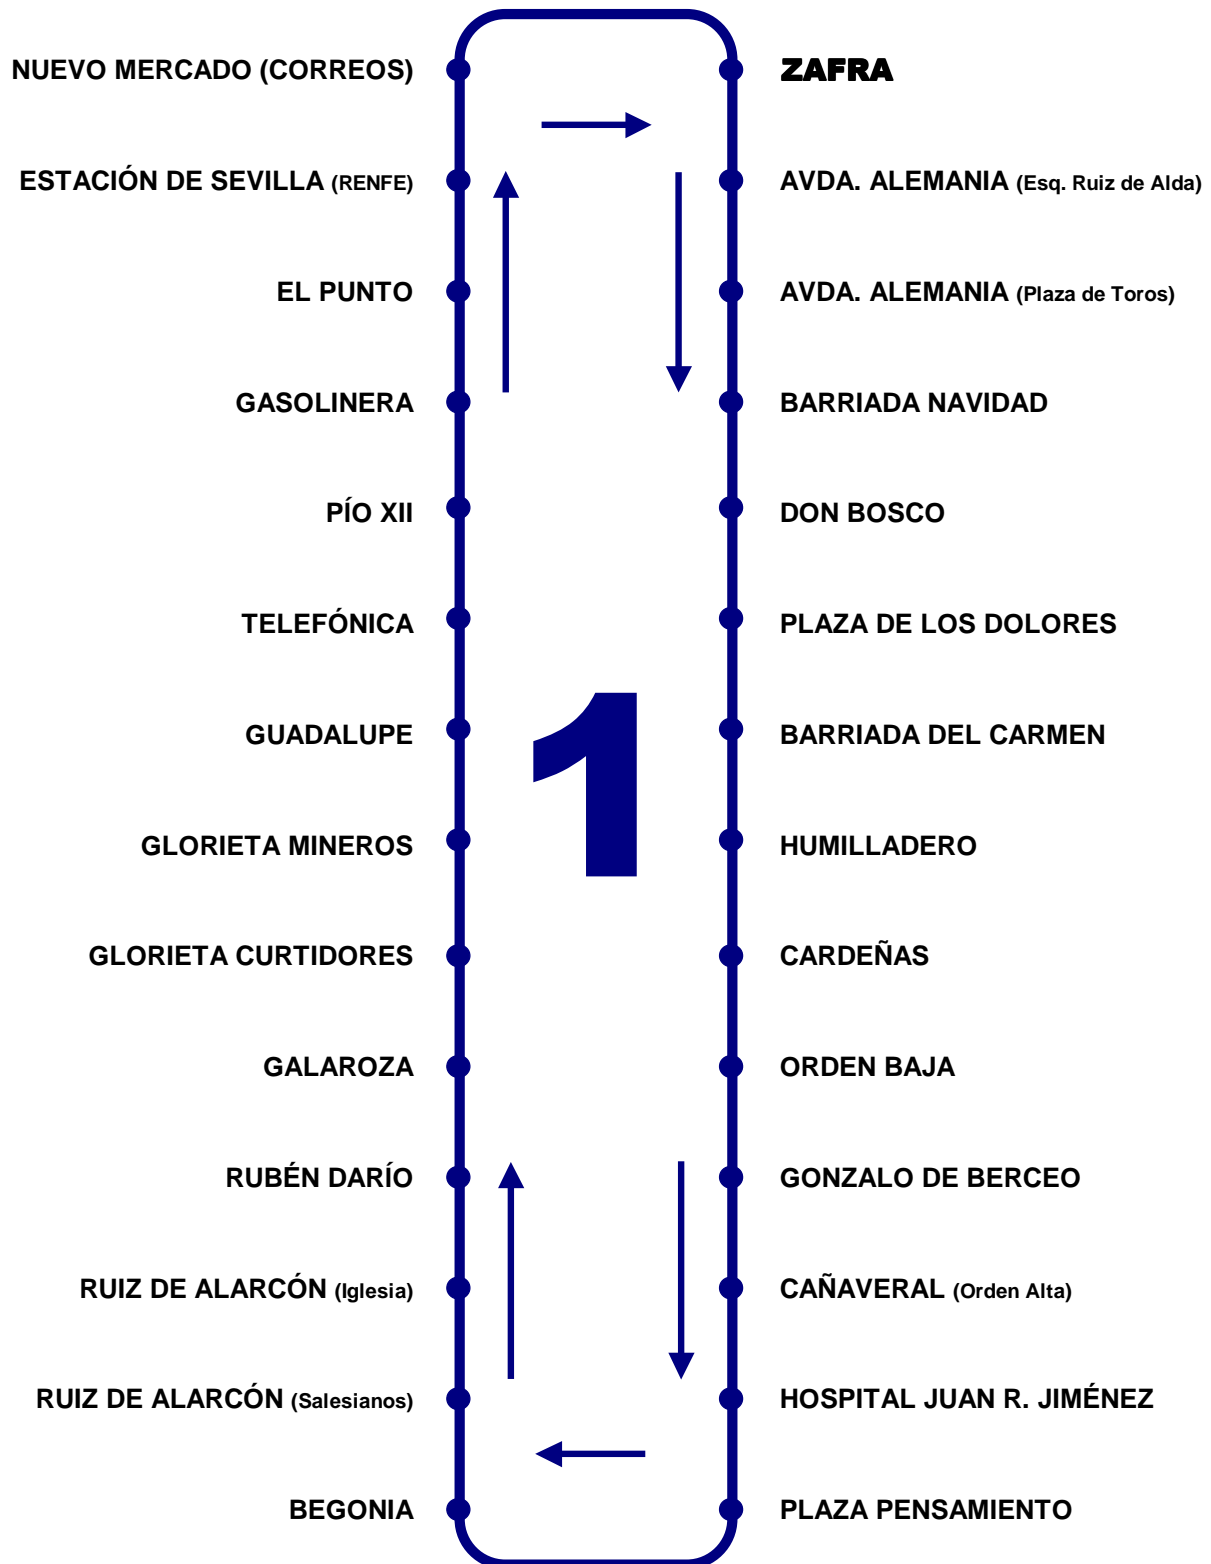 NUEVO MERCADO (CORREOS)
ZAFRA
ESTACIÓN DE SEVILLA (RENFE)
AVDA. ALEMANIA (Esq. Ruiz de Alda)
EL PUNTO
AVDA. ALEMANIA (Plaza de Toros)
GASOLINERA
BARRIADA NAVIDAD
PÍO XII
DON BOSCO
TELEFÓNICA
PLAZA DE LOS DOLORES
GUADALUPE
BARRIADA DEL CARMEN
1
GLORIETA MINEROS
HUMILLADERO
GLORIETA CURTIDORES
CARDEÑAS
GALAROZA
ORDEN BAJA
RUBÉN DARÍO
GONZALO DE BERCEO
RUIZ DE ALARCÓN (Iglesia)
CAÑAVERAL (Orden Alta)
RUIZ DE ALARCÓN (Salesianos)
HOSPITAL JUAN R. JIMÉNEZ
BEGONIA
PLAZA PENSAMIENTO